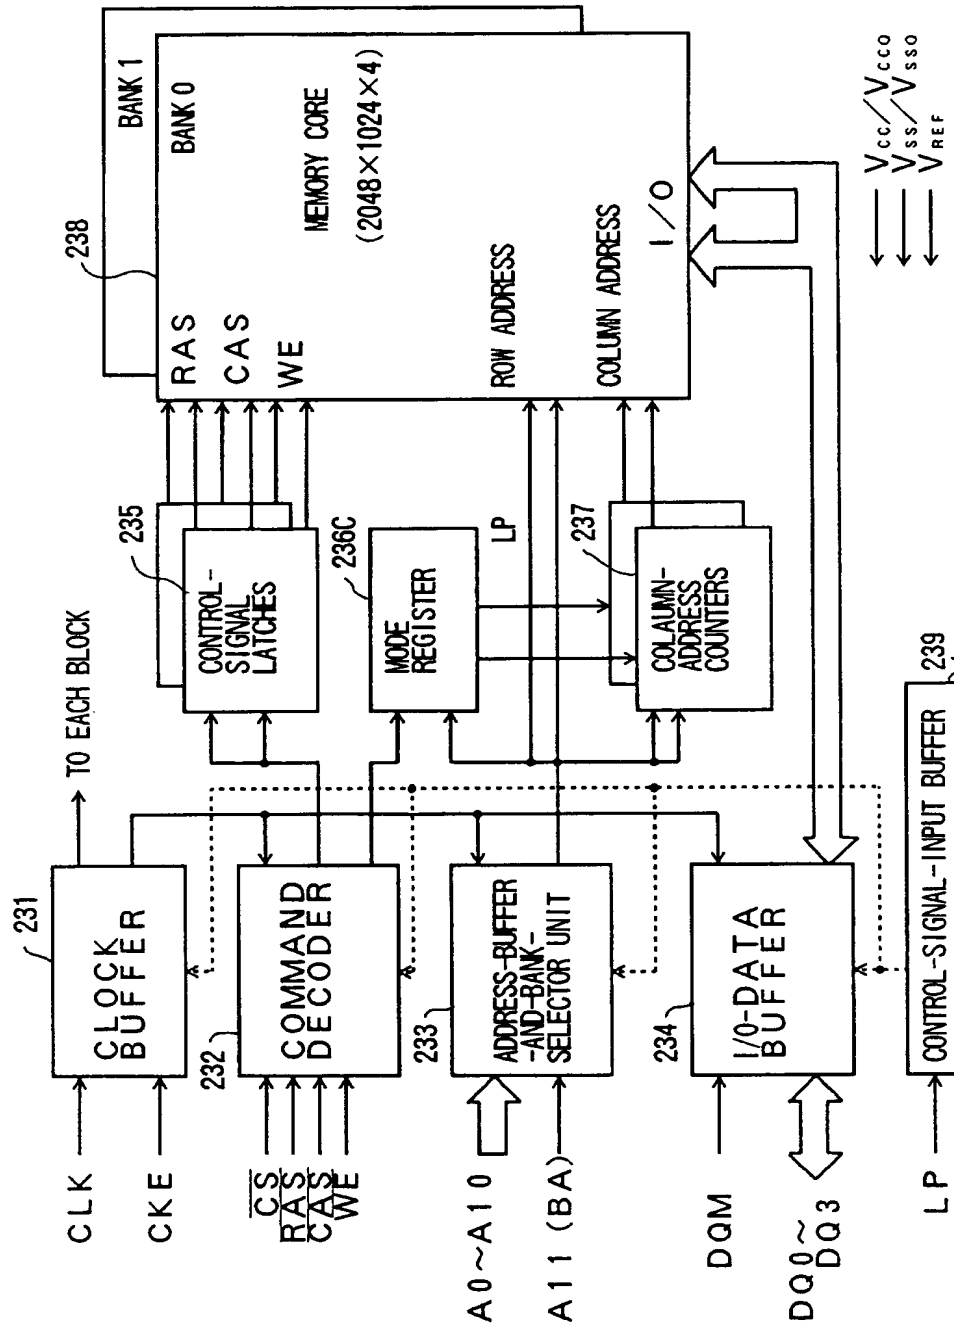 CLK
CKE
CS
RAS
CAS
WE
A0~A10
A11 (BA)
DQM
DQ0~
DQ3
LP
231
CLOCK
BUFFER
232
COMMAND
DECODER
233
ADDRESS-BUFFER
-AND-BANK-
SELECTOR UNIT
234
I/O-DATA
BUFFER
239
CONTROL-SIGNAL-INPUT BUFFER
TO EACH BLOCK
235
CONTROL-
SIGNAL
LATCHES
236C
MODE
REGISTER
LP
237
COLAUMN-
ADDRESS
COUNTERS
238
BANK 1
BANK 0
MEMORY CORE
(2048×1024×4)
RAS
CAS
WE
ROW ADDRESS
COLUMN ADDRESS
I/O
VCC/VCCO
VSS/VSSO
VREF